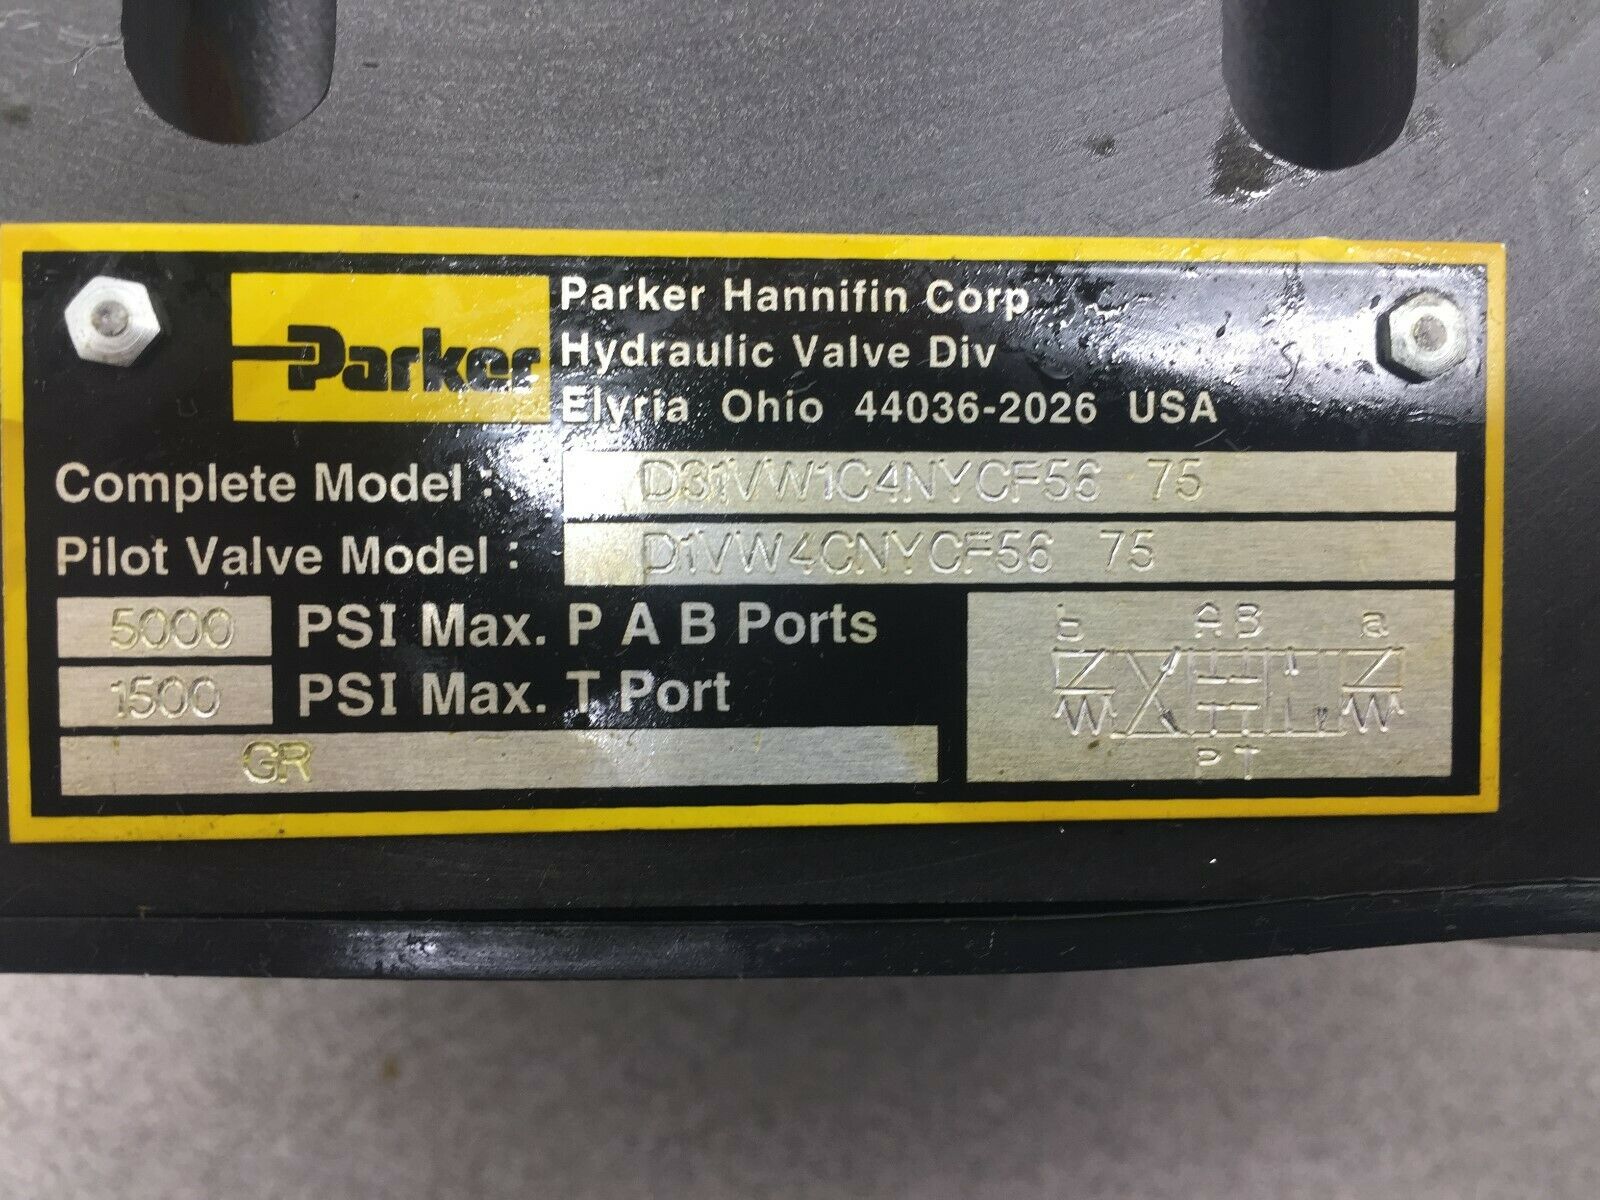 Parker
Parker Hannifin Corp
Hydraulic Valve Div
Elyria Ohio 44036-2026 USA
Complete Model : D31VW1C4NYCF56 75
Pilot Valve Model : D1VW4CNYCF56 75
5000 PSI Max. P A B Ports
1500 PSI Max. T Port
GR
b A B a
P T